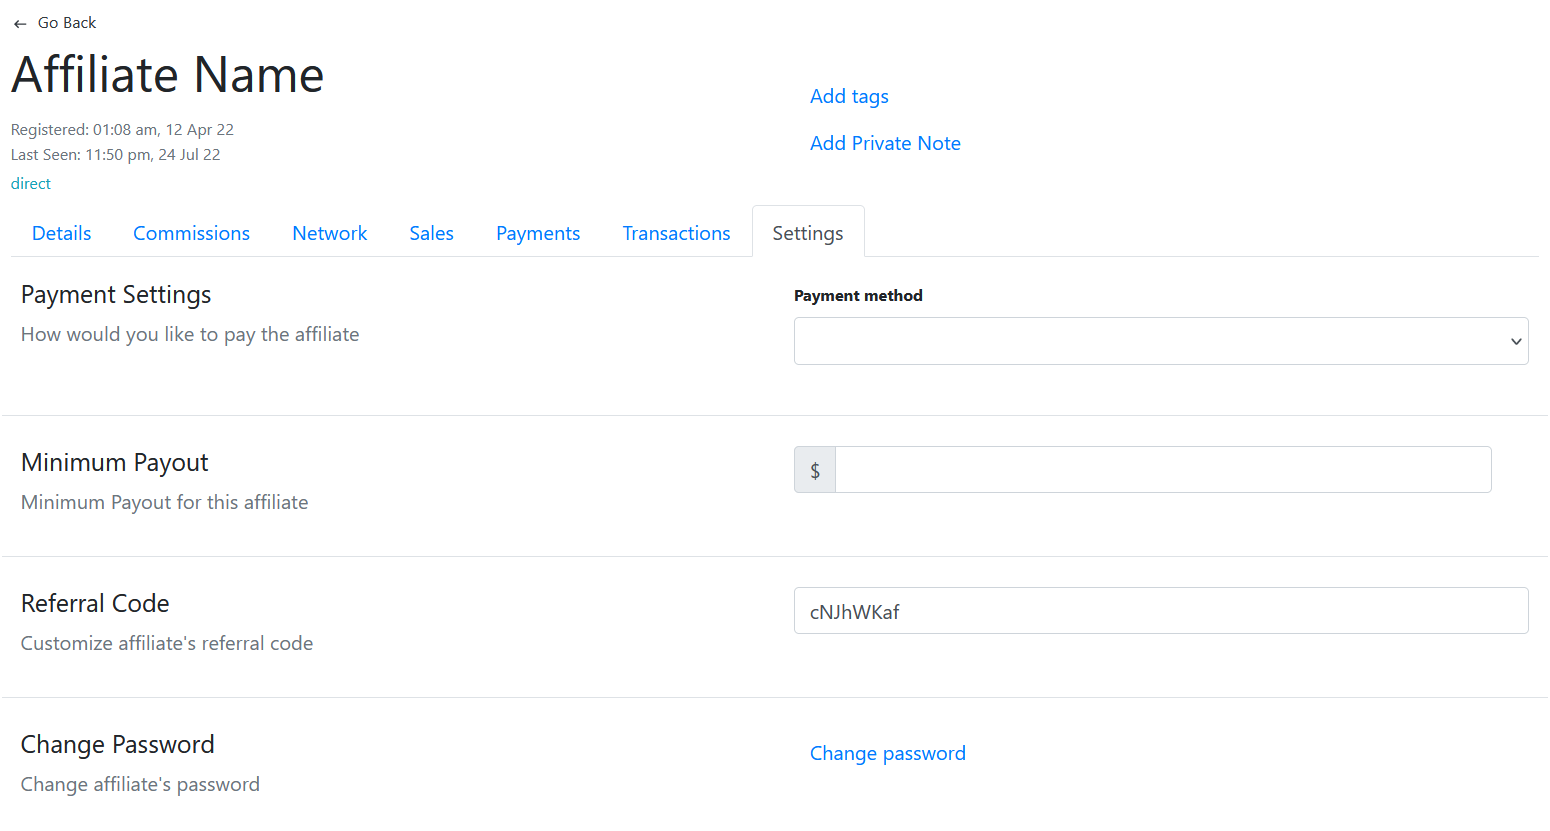 Go Back
Affiliate Name
Registered: 01:08 am, 12 Apr 22
Last Seen: 11:50 pm, 24 Jul 22
direct
Add tags
Add Private Note
Details Commissions Network Sales Payments Transactions Settings
Payment Settings
How would you like to pay the affiliate
Payment method
Minimum Payout
Minimum Payout for this affiliate
$
Referral Code
Customize affiliate's referral code
cNJhWKaf
Change Password
Change affiliate's password
Change password